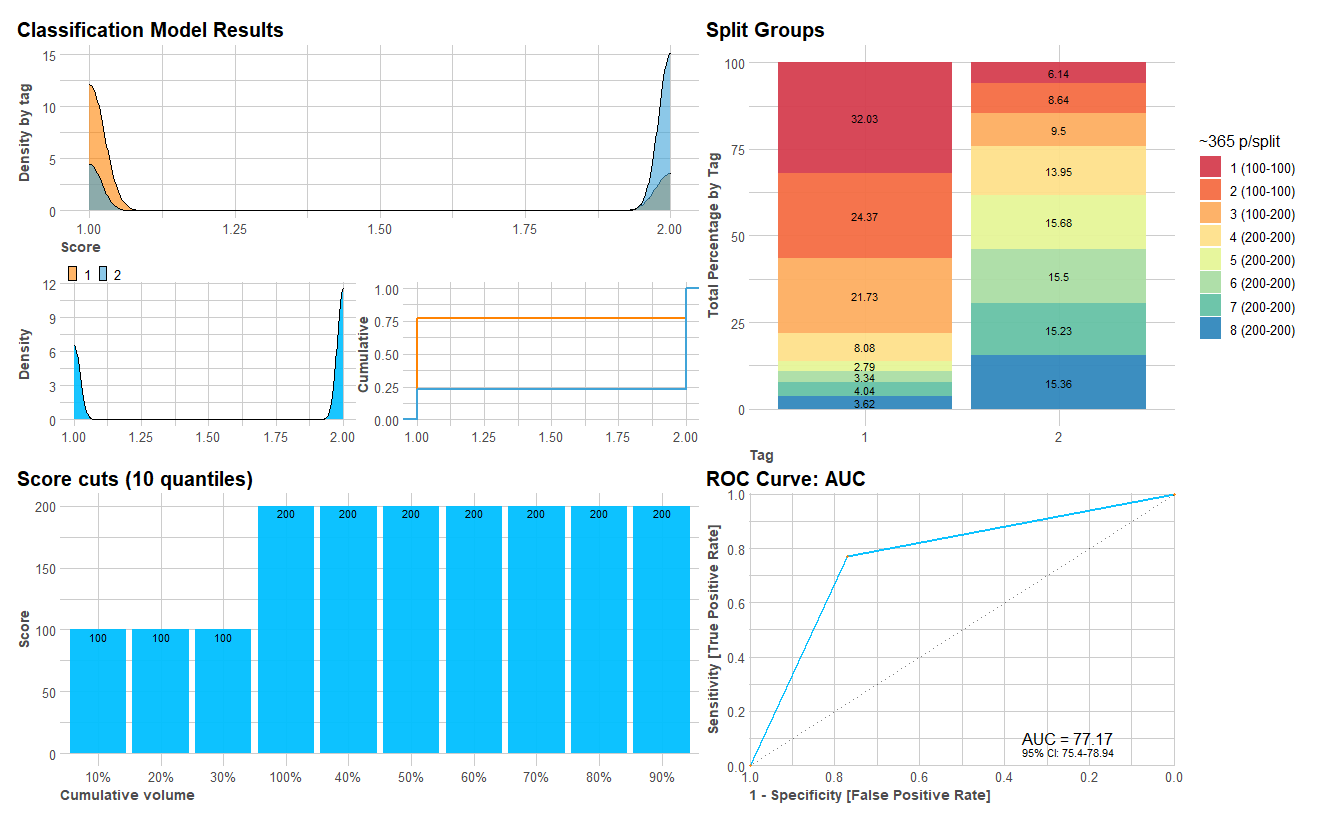 Classification Model Results
Density by tag
15
10
5
0
1.00 1.25 1.50 1.75 2.00
Score
1 2
Density
12
9
6
3
0
1.00 1.25 1.50 1.75 2.00
Cumulative
1.00
0.75
0.50
0.25
0.00
1.00 1.25 1.50 1.75 2.00
Split Groups
Total Percentage by Tag
100
75
50
25
0
32.03
24.37
21.73
8.08
2.79
3.34
4.04
3.62
6.14
8.64
9.5
13.95
15.68
15.5
15.23
15.36
1 2
Tag
~365 p/split
1 (100-100)
2 (100-100)
3 (100-200)
4 (200-200)
5 (200-200)
6 (200-200)
7 (200-200)
8 (200-200)
Score cuts (10 quantiles)
Score
200
150
100
50
0
100 100 100 200 200 200 200 200 200 200
10% 20% 30% 100% 40% 50% 60% 70% 80% 90%
Cumulative volume
ROC Curve: AUC
Sensitivity [True Positive Rate]
1.0
0.8
0.6
0.4
0.2
0.0
AUC = 77.17
95% CI: 75.4-78.94
1.0 0.8 0.6 0.4 0.2 0.0
1 - Specificity [False Positive Rate]